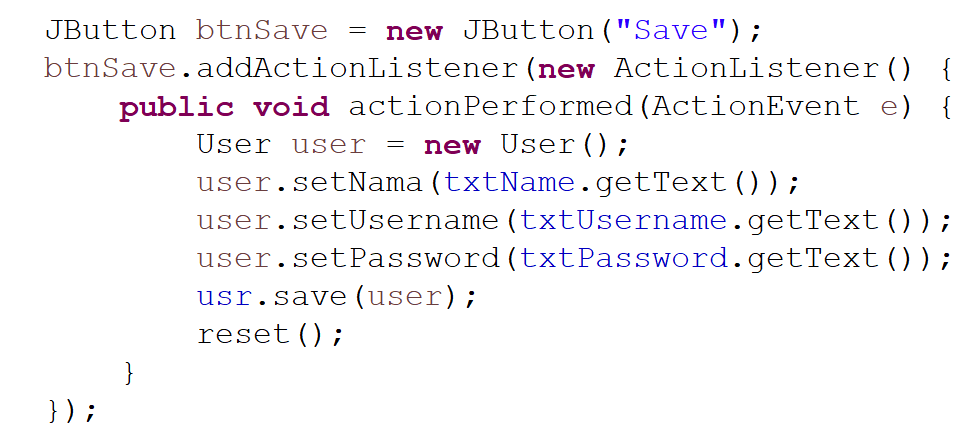 JButton btnSave = new JButton("Save");
btnSave.addActionListener(new ActionListener() {
    public void actionPerformed(ActionEvent e) {
        User user = new User();
        user.setNama(txtName.getText());
        user.setUsername(txtUsername.getText());
        user.setPassword(txtPassword.getText());
        usr.save(user);
        reset();
    }
});